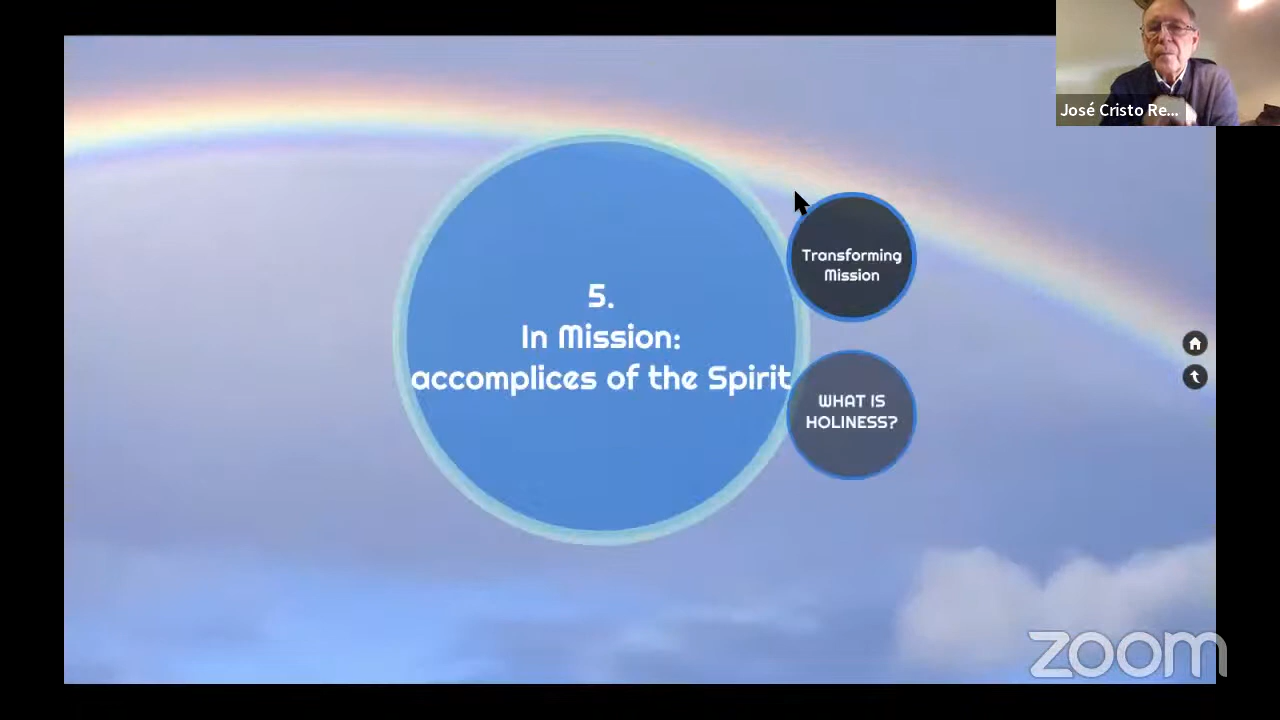 José Cristo Re...
5.
In Mission:
accomplices of the Spirit
Transforming
Mission
WHAT IS
HOLINESS?
zoom